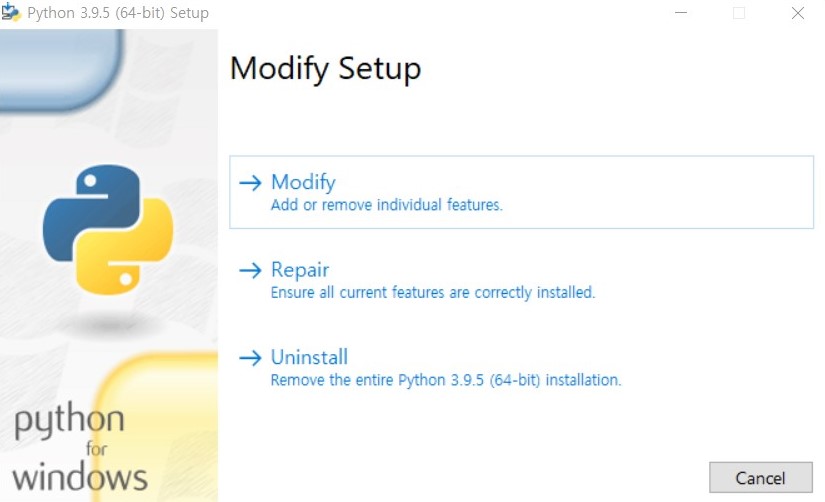 Python 3.9.5 (64-bit) Setup
Modify Setup
Modify
Add or remove individual features.
Repair
Ensure all current features are correctly installed.
Uninstall
Remove the entire Python 3.9.5 (64-bit) installation.
python
for
windows
Cancel